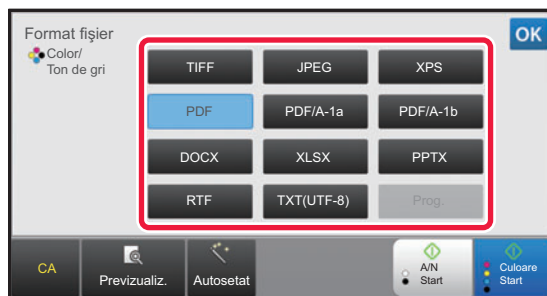 Format fișier
OK
Color/
Ton de gri
TIFF
JPEG
XPS
PDF
PDF/A-1a
PDF/A-1b
DOCX
XLSX
PPTX
RTF
TXT(UTF-8)
Prog.
CA
Previzualiz.
Autosetat
A/N
Start
Culoare
Start